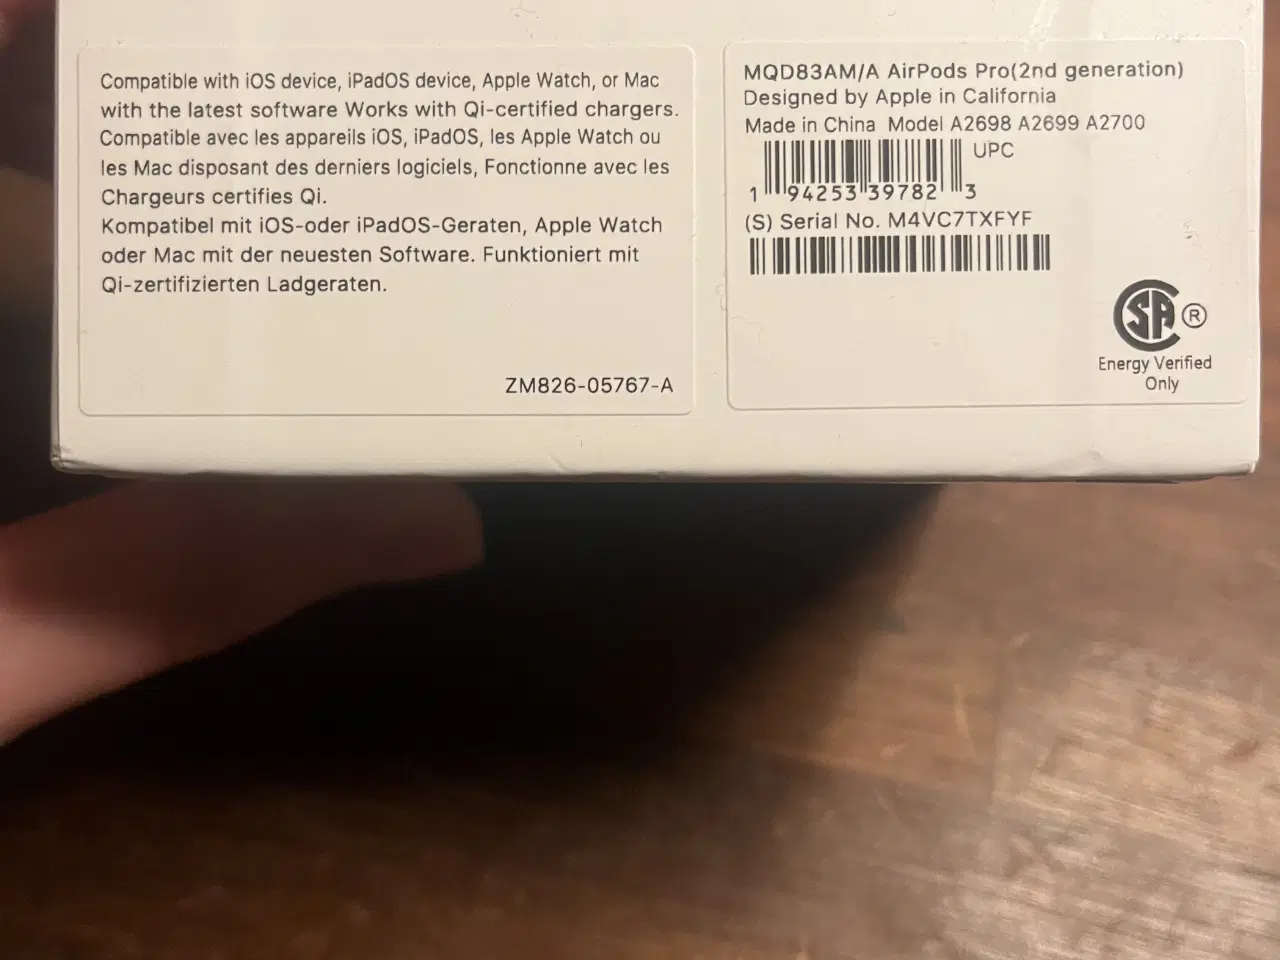 Compatible with iOS device, iPadOS device, Apple Watch, or Mac
with the latest software Works with Qi-certified chargers.
Compatible avec les appareils iOS, iPadOS, les Apple Watch ou
les Mac disposant des derniers logiciels, Fonctionne avec les
Chargeurs certifies Qi.
Kompatibel mit iOS-oder iPadOS-Geraten, Apple Watch
oder Mac mit der neuesten Software. Funktioniert mit
Qi-zertifizierten Ladgeraten.
ZM826-05767-A
MQD83AM/A AirPods Pro(2nd generation)
Designed by Apple in California
Made in China Model A2698 A2699 A2700
UPC
1 94253 39782 3
(S) Serial No. M4VC7TXFYF
SA ®
Energy Verified
Only